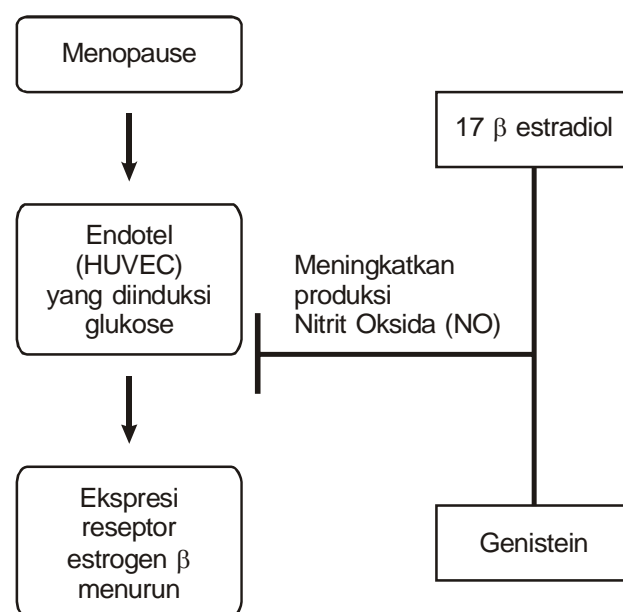 Menopause
17 β estradiol
Endotel
(HUVEC)
yang diinduksi
glukose
Meningkatkan
produksi
Nitrit Oksida (NO)
Ekspresi
reseptor
estrogen β
menurun
Genistein